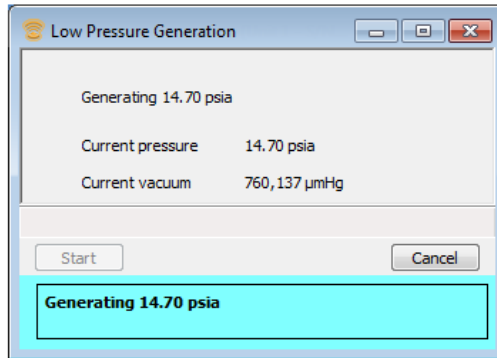 Low Pressure Generation
Generating 14.70 psia
Current pressure 14.70 psia
Current vacuum 760,137 µmHg
Start Cancel
Generating 14.70 psia